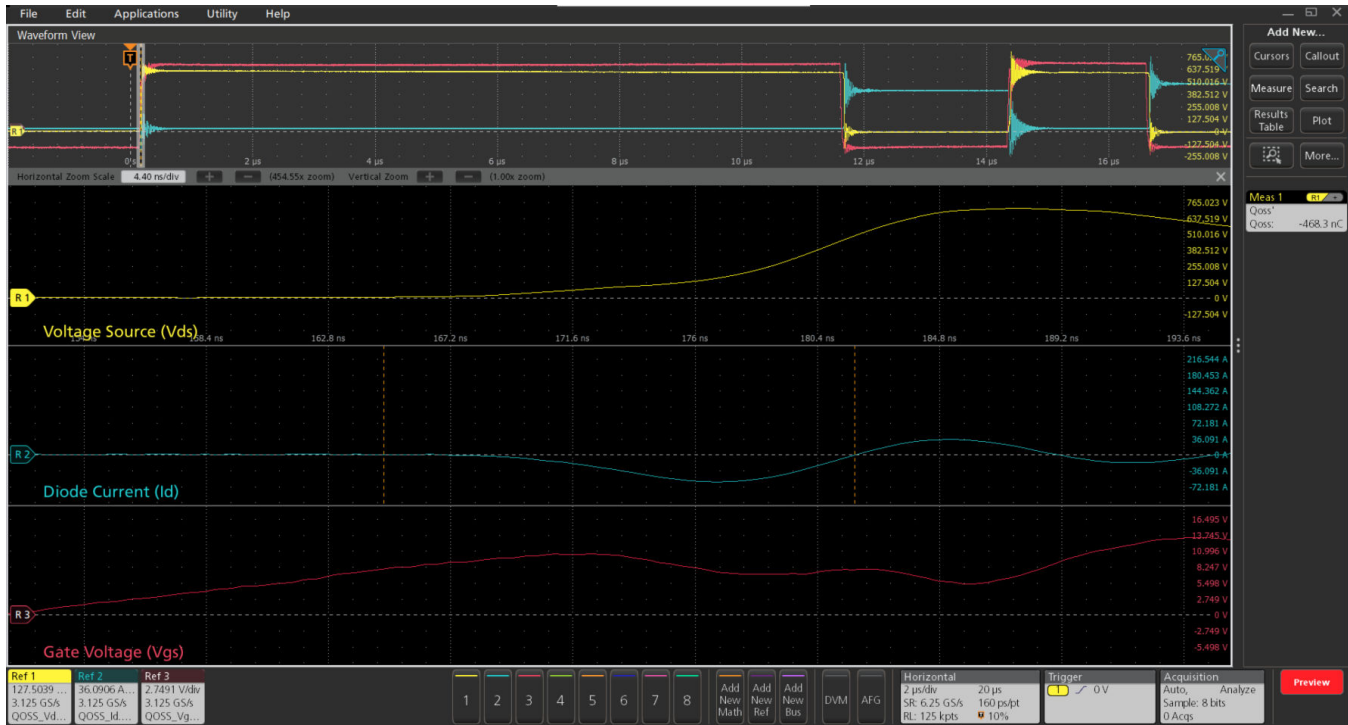 File Edit Applications Utility Help
Waveform View
T
R 1
637.519
510.016 V
382.512 V
255.008 V
127.504 V
0 V
-127.504 V
-255.008 V
0 s 2 µs 4 µs 6 µs 8 µs 10 µs 12 µs 14 µs 16 µs
Horizontal Zoom Scale 4.40 ns/div + − (454.55x zoom) Vertical Zoom + − (1.00x zoom)
765.023 V
637.519 V
510.016 V
382.512 V
255.008 V
127.504 V
R 1 0 V
-127.504 V
Voltage Source (Vds)
158.4 ns 162.8 ns 167.2 ns 171.6 ns 176 ns 180.4 ns 184.8 ns 189.2 ns 193.6 ns
216.544 A
180.453 A
144.362 A
108.272 A
72.181 A
36.091 A
R 2 0 A
-36.091 A
-72.181 A
Diode Current (Id)
16.495 V
13.745 V
10.996 V
8.247 V
5.498 V
2.749 V
R 3 0 V
-2.749 V
-5.498 V
Gate Voltage (Vgs)
Add New...
Cursors Callout
Measure Search
Results Table Plot
More...
Meas 1 R1
Qoss'
Qoss: -468.3 nC
Ref 1
127.5039 ...
3.125 GS/s
QOSS_Vd...
Ref 2
36.0906 A...
3.125 GS/s
QOSS_Id....
Ref 3
2.7491 V/div
3.125 GS/s
QOSS_Vg...
1 2 3 4 5 6 7 8
Add New Math
Add New Ref
Add New Bus
DVM AFG
Horizontal
2 µs/div 20 µs
SR: 6.25 GS/s 160 ps/pt
RL: 125 kpts 10%
Trigger
1 0 V
Acquisition
Auto, Analyze
Sample: 8 bits
0 Acqs
Preview